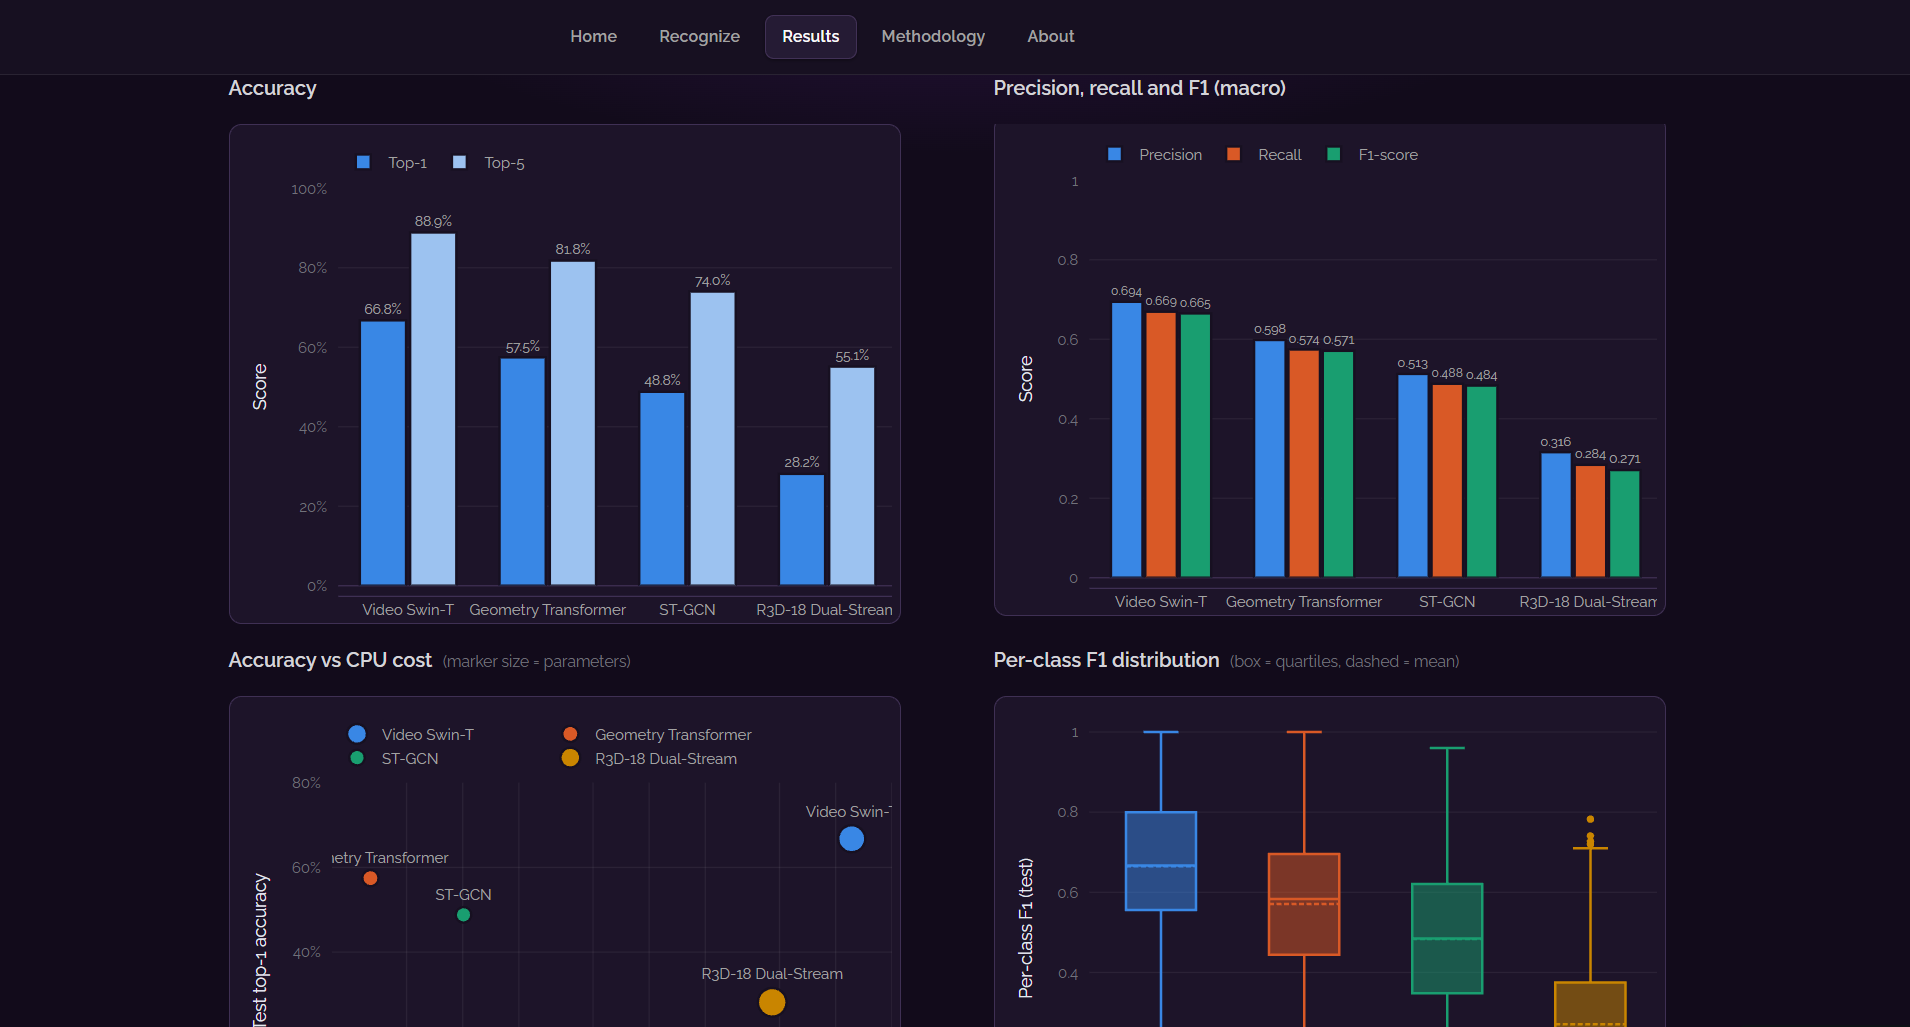 Home Recognize Results Methodology About
Accuracy
Top-1 Top-5
100%
80%
60%
40%
20%
0%
Score
88.9%
66.8%
81.8%
57.5%
74.0%
48.8%
55.1%
28.2%
Video Swin-T Geometry Transformer ST-GCN R3D-18 Dual-Stream
Precision, recall and F1 (macro)
Precision Recall F1-score
1
0.8
0.6
0.4
0.2
0
Score
0.694 0.669 0.665
0.598 0.574 0.571
0.513 0.488 0.484
0.316 0.284 0.271
Video Swin-T Geometry Transformer ST-GCN R3D-18 Dual-Stream
Accuracy vs CPU cost (marker size = parameters)
Video Swin-T Geometry Transformer
ST-GCN R3D-18 Dual-Stream
80%
60%
40%
Test top-1 accuracy
Video Swin-T
etry Transformer
ST-GCN
R3D-18 Dual-Stream
Per-class F1 distribution (box = quartiles, dashed = mean)
1
0.8
0.6
0.4
Per-class F1 (test)